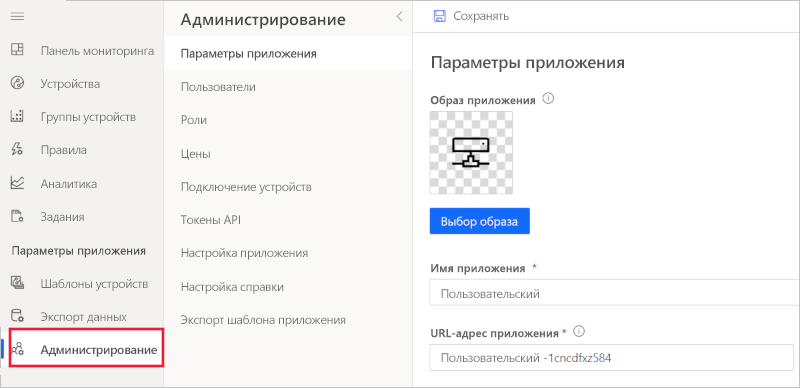 Панель мониторинга
Устройства
Группы устройств
Правила
Аналитика
Задания
Параметры приложения
Шаблоны устройств
Экспорт данных
Администрирование
Администрирование
Параметры приложения
Пользователи
Роли
Цены
Подключение устройств
Токены API
Настройка приложения
Настройка справки
Экспорт шаблона приложения
Сохранять
Параметры приложения
Образ приложения
Выбор образа
Имя приложения *
Пользовательский
URL-адрес приложения *
Пользовательский -1cncdfxz584